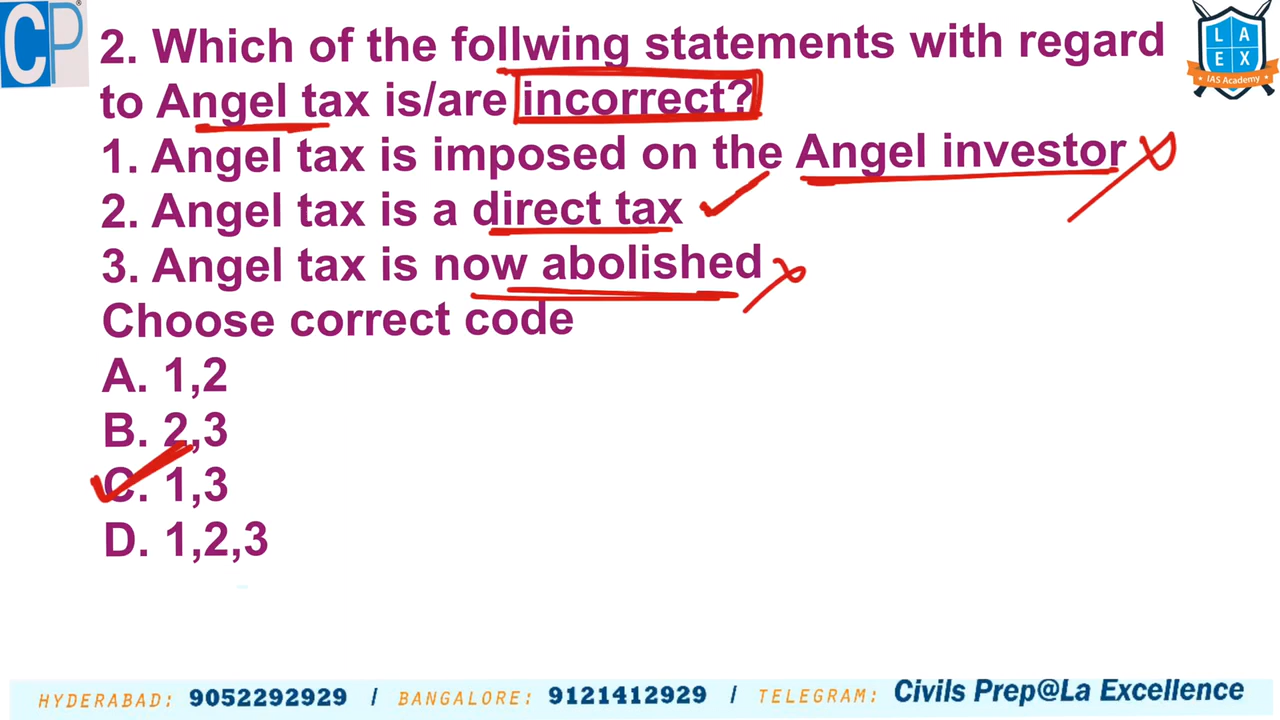 CP
LA
EX
IAS Academy
2. Which of the follwing statements with regard
to Angel tax is/are incorrect?
1. Angel tax is imposed on the Angel investor
2. Angel tax is a direct tax
3. Angel tax is now abolished
Choose correct code
A. 1,2
B. 2,3
C. 1,3
D. 1,2,3
HYDERABAD: 9052292929 / BANGALORE: 9121412929 / TELEGRAM: Civils Prep@La Excellence